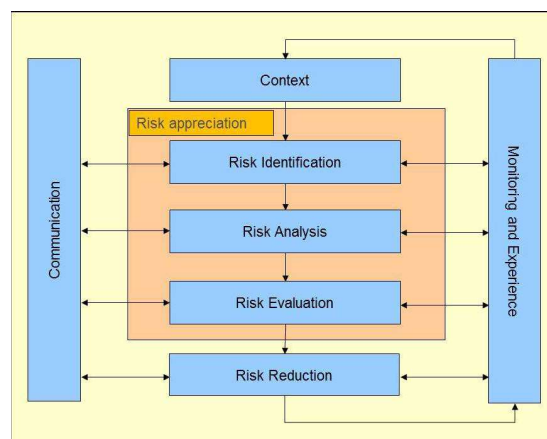 Context
Risk appreciation
Risk Identification
Risk Analysis
Risk Evaluation
Risk Reduction
Communication
Monitoring and Experience